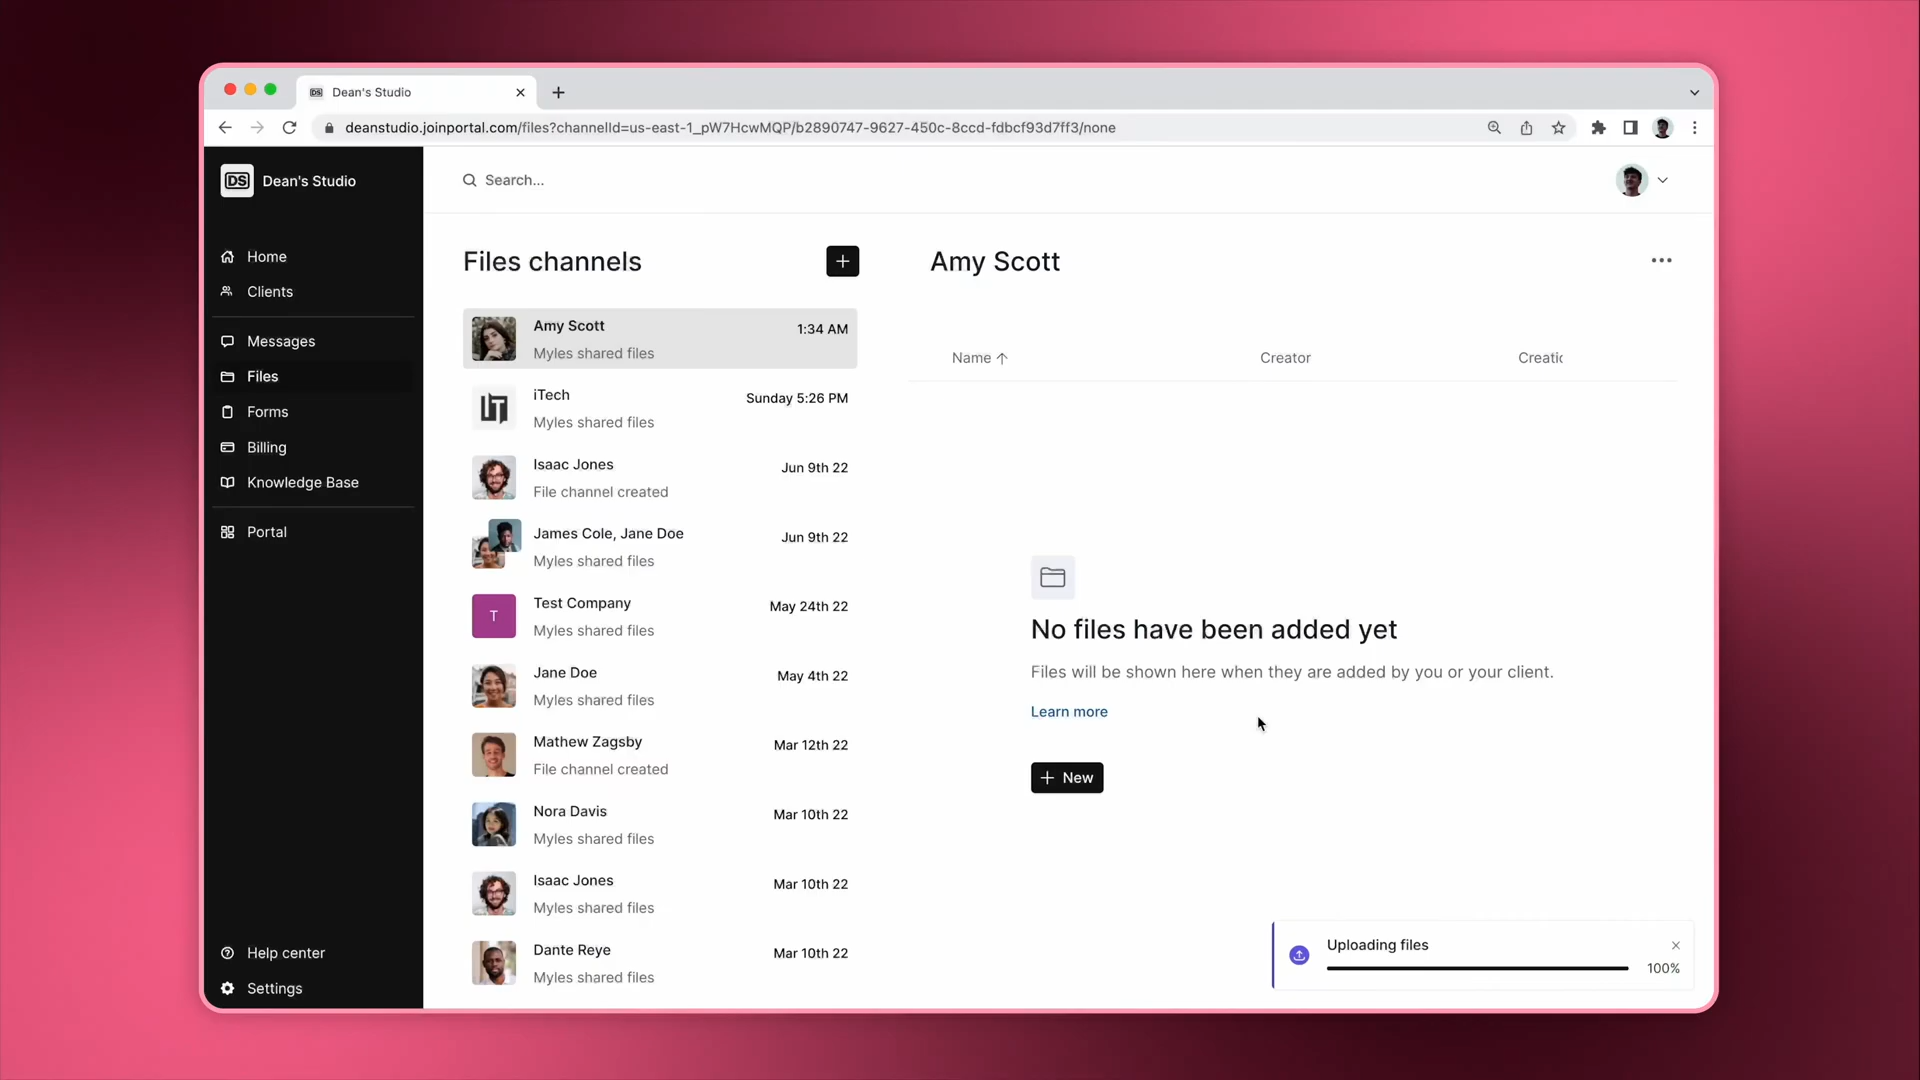 Dean's Studio
deanstudio.joinportal.com/files?channelId=us-east-1_pW7HcwMQP/b2890747-9627-450c-8ccd-fdbcf93d7ff3/none
DS Dean's Studio
Search...
Home
Clients
Messages
Files
Forms
Billing
Knowledge Base
Portal
Help center
Settings
Files channels
Amy Scott 1:34 AM
Myles shared files
iTech Sunday 5:26 PM
Myles shared files
Isaac Jones Jun 9th 22
File channel created
James Cole, Jane Doe Jun 9th 22
Myles shared files
T
Test Company May 24th 22
Myles shared files
Jane Doe May 4th 22
Myles shared files
Mathew Zagsby Mar 12th 22
File channel created
Nora Davis Mar 10th 22
Myles shared files
Isaac Jones Mar 10th 22
Myles shared files
Dante Reye Mar 10th 22
Myles shared files
Amy Scott
Name Creator Creatic
No files have been added yet
Files will be shown here when they are added by you or your client.
Learn more
New
Uploading files
100%